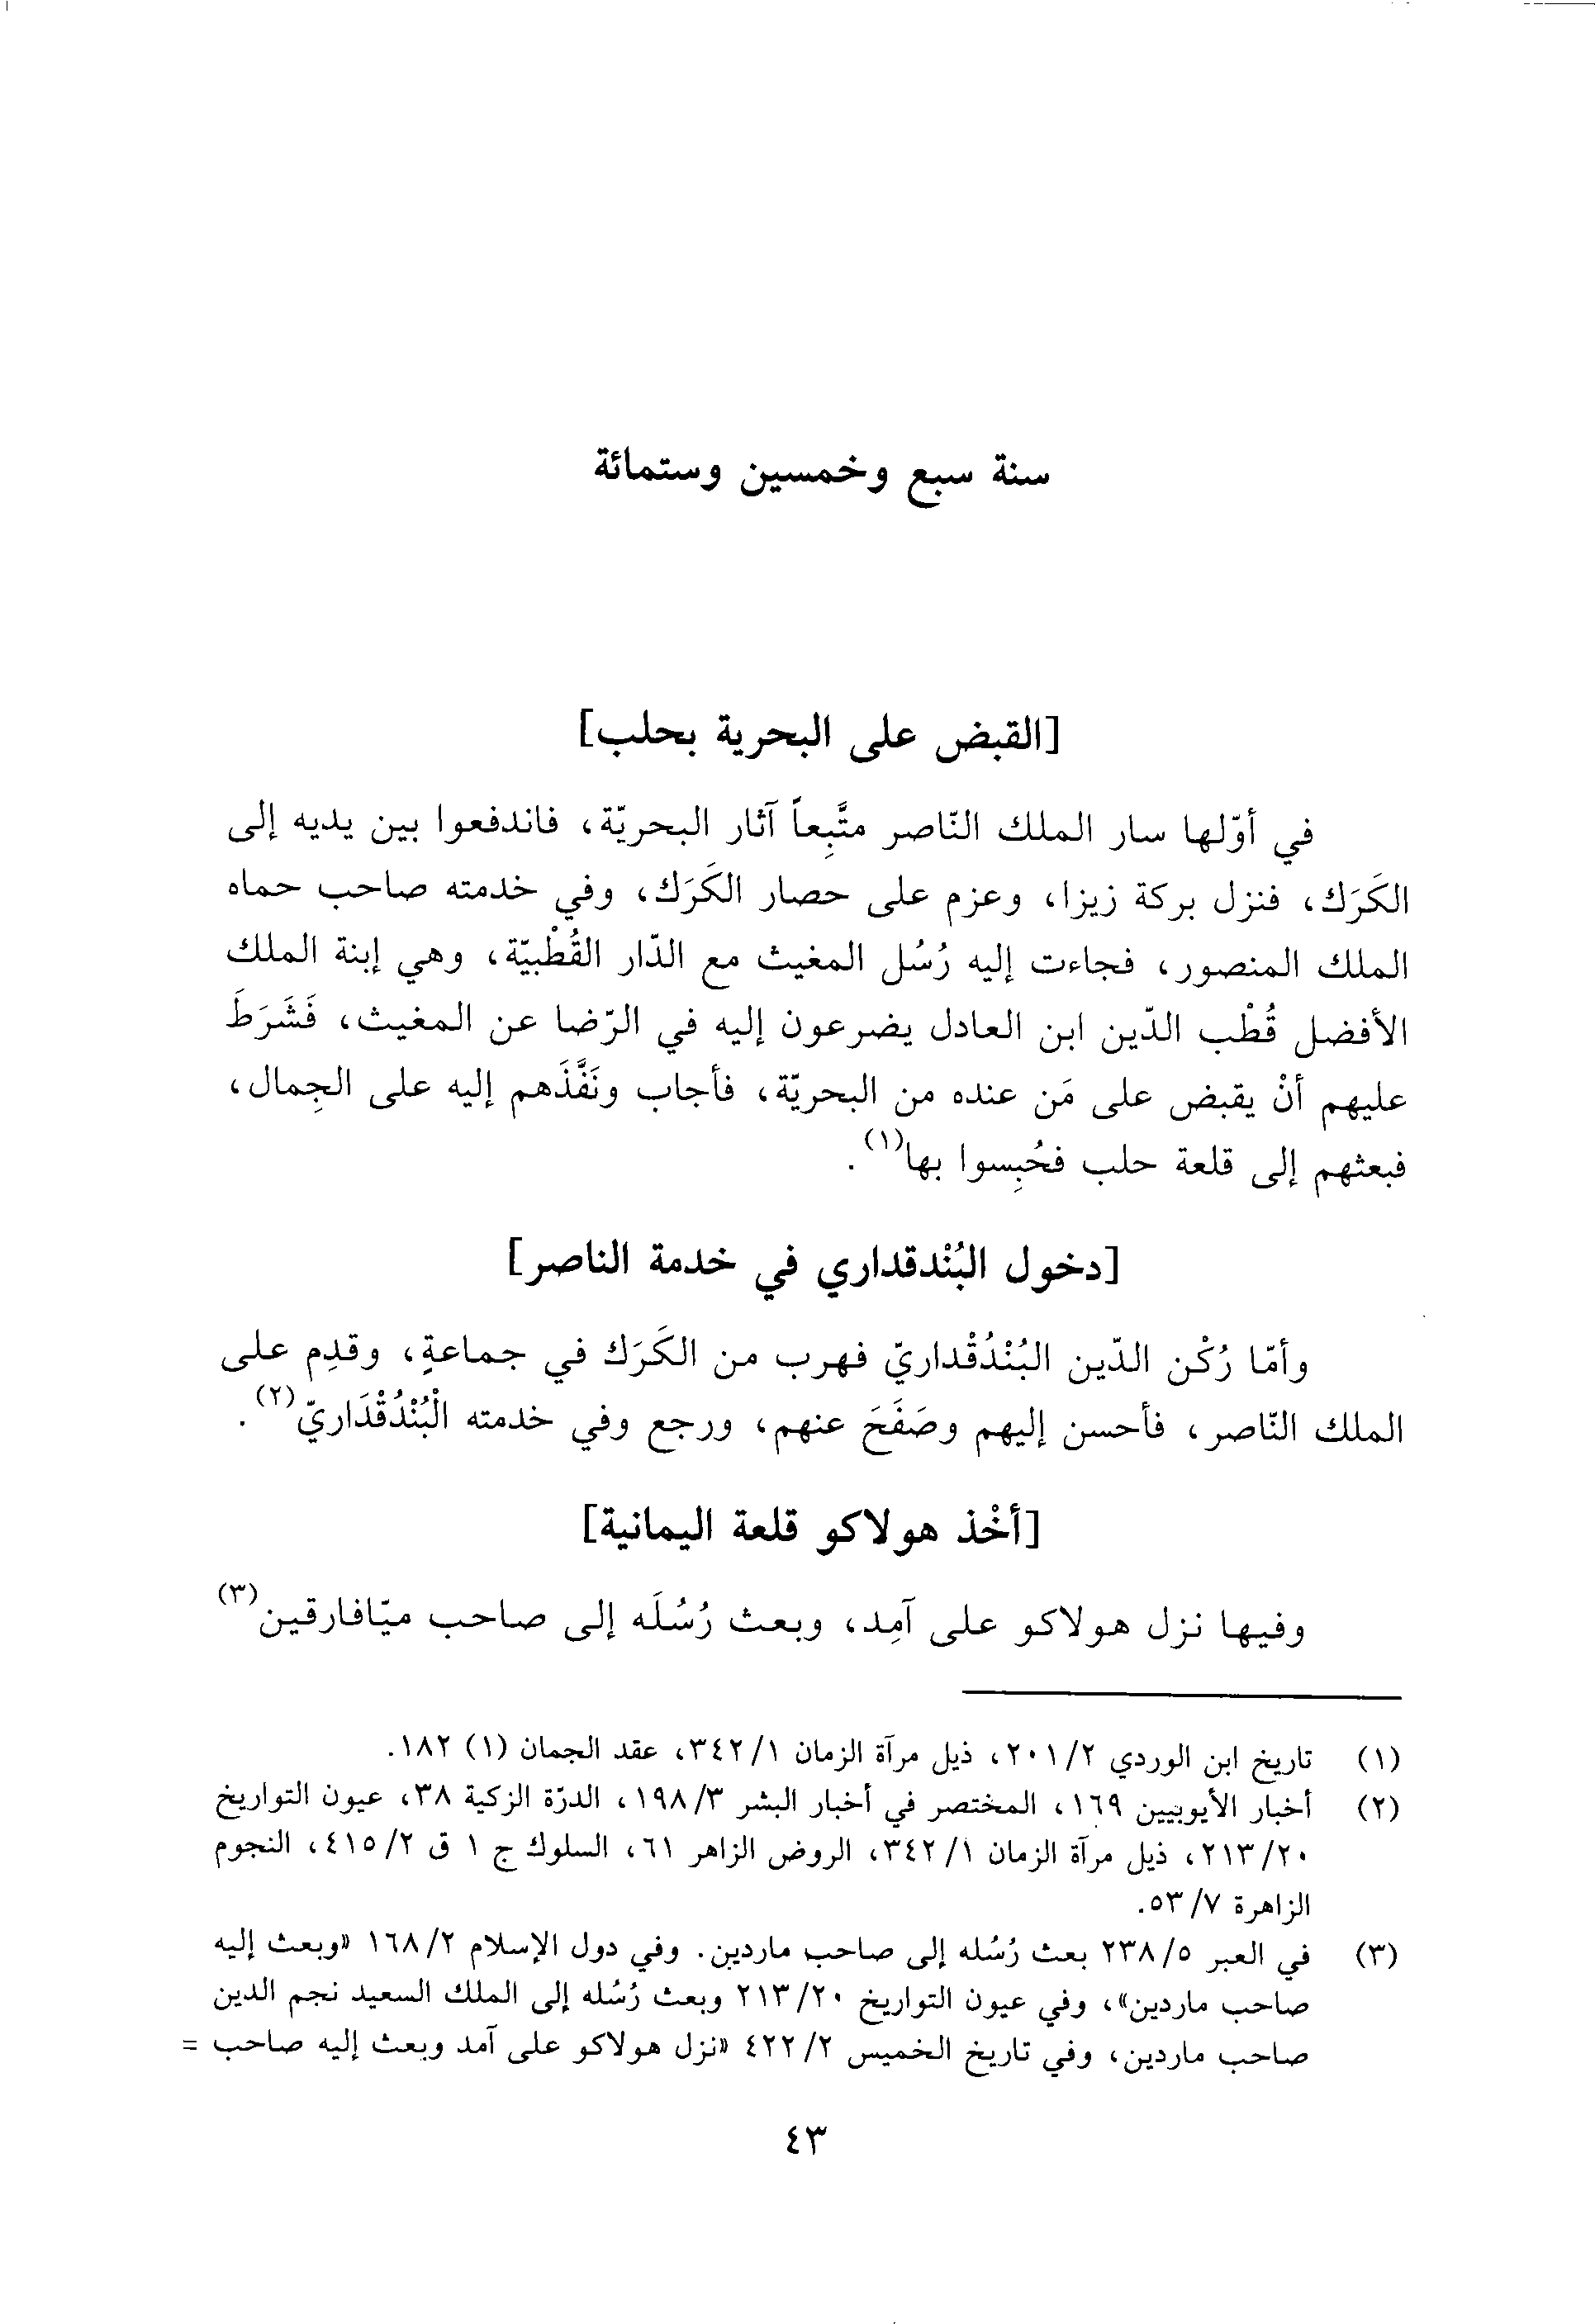 سنة سبع وخمسين وستمائة
[القبض على البحرية بحلب]
في أوّلها سار الملك النّاصر متَّبِعاً آثار البحريّة، فاندفعوا بين يديه إلى
الكَرَك، فنزل بركة زيزا، وعزم على حصار الكَرَك، وفي خدمته صاحب حماه
الملك المنصور، فجاءت إليه رُسُل المغيث مع الدّار القُطْبيّة، وهي إبنة الملك
الأفضل قُطْب الدّين ابن العادل يضرعون إليه في الرّضا عن المغيث، فَشَرَطَ
عليهم أنْ يقبض على مَن عنده من البحريّة، فأجاب ونَفَّذَهم إليه على الجِمال،
فبعثهم إلى قلعة حلب فحُبِسوا بها(١).
[دخول البُنْدقداري في خدمة الناصر]
وأمّا رُكْن الدّين البُنْدُقْداريّ فهرب من الكَرَك في جماعةٍ، وقدِم على
الملك النّاصر، فأحسن إليهم وصَفَحَ عنهم، ورجع وفي خدمته الْبُنْدُقْدَاريّ(٢).
[أخْذ هولاكو قلعة اليمانية]
وفيها نزل هولاكو على آمِد، وبعث رُسُلَه إلى صاحب ميّافارقين(٣)
(١) تاريخ ابن الوردي ٢٠١/٢، ذيل مرآة الزمان ٣٤٢/١، عقد الجمان (١) ١٨٢.
(٢) أخبار الأيوبيين ١٦٩، المختصر في أخبار البشر ١٩٨/٣، الدرّة الزكية ٣٨، عيون التواريخ
٢١٣/٢٠، ذيل مرآة الزمان ٣٤٢/١، الروض الزاهر ٦١، السلوك ج ١ ق ٤١٥/٢، النجوم
الزاهرة ٥٣/٧.
(٣) في العبر ٢٣٨/٥ بعث رُسُله إلى صاحب ماردين. وفي دول الإسلام ١٦٨/٢ «وبعث إليه
صاحب ماردين»، وفي عيون التواريخ ٢١٣/٢٠ وبعث رُسُله إلى الملك السعيد نجم الدين
صاحب ماردين، وفي تاريخ الخميس ٤٢٢/٢ «نزل هولاكو على آمد وبعث إليه صاحب =
٤٣